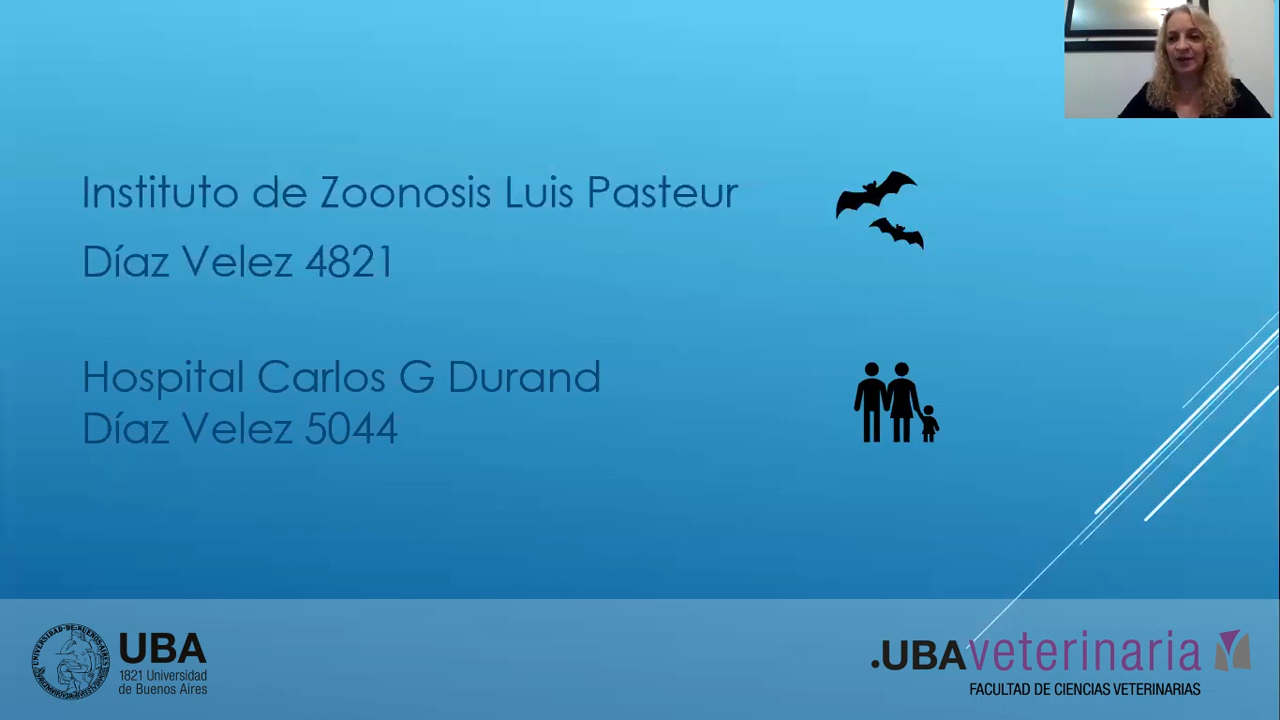 Instituto de Zoonosis Luis Pasteur
Díaz Velez 4821
Hospital Carlos G Durand
Díaz Velez 5044
UBA
1821 Universidad
de Buenos Aires
.UBAveterinaria
FACULTAD DE CIENCIAS VETERINARIAS